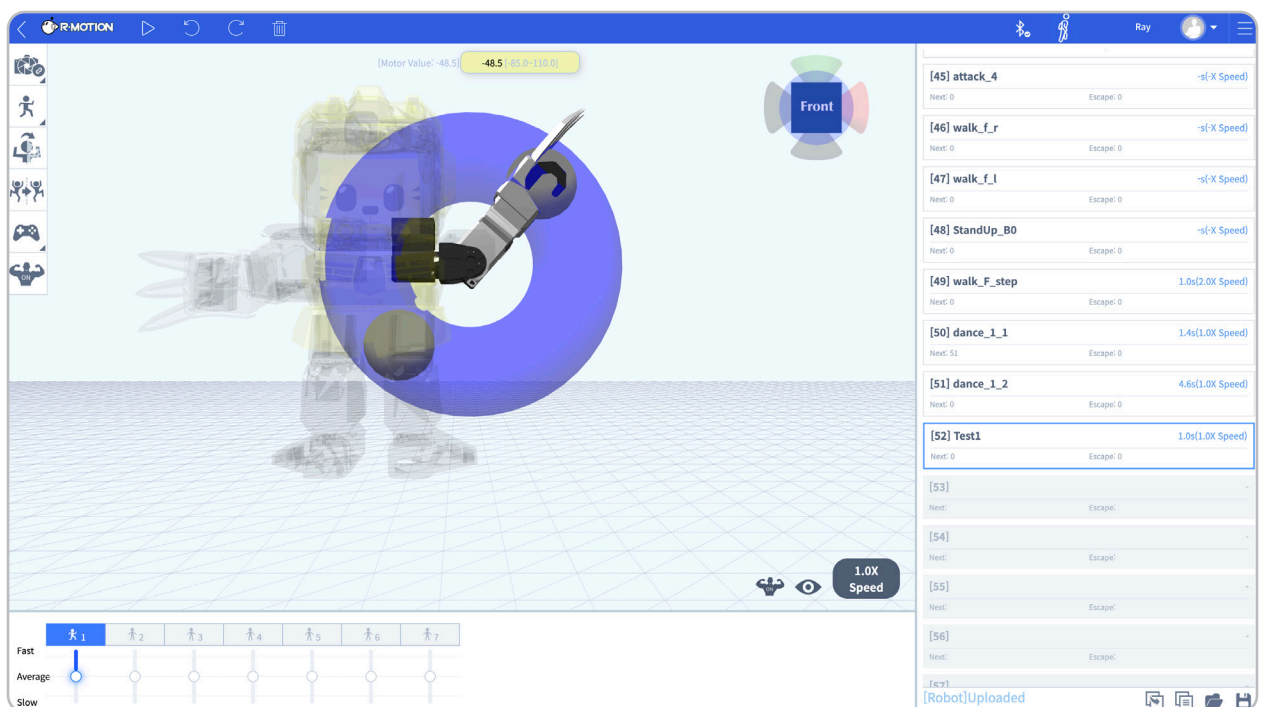 R·MOTION
Ray
[Motor Value: -48.5] -48.5 [-85.0~110.0]
Front
ON
ON
1.0X
Speed
1 2 3 4 5 6 7
Fast
Average
Slow
[45] attack_4 -s(-X Speed)
Next: 0 Escape: 0
[46] walk_f_r -s(-X Speed)
Next: 0 Escape: 0
[47] walk_f_l -s(-X Speed)
Next: 0 Escape: 0
[48] StandUp_B0 -s(-X Speed)
Next: 0 Escape: 0
[49] walk_F_step 1.0s(2.0X Speed)
Next: 0 Escape: 0
[50] dance_1_1 1.4s(1.0X Speed)
Next: 51 Escape: 0
[51] dance_1_2 4.6s(1.0X Speed)
Next: 0 Escape: 0
[52] Test1 1.0s(1.0X Speed)
Next: 0 Escape: 0
[53] -
Next: Escape:
[54] -
Next: Escape:
[55] -
Next: Escape:
[56] -
Next: Escape:
[57] -
[Robot]Uploaded